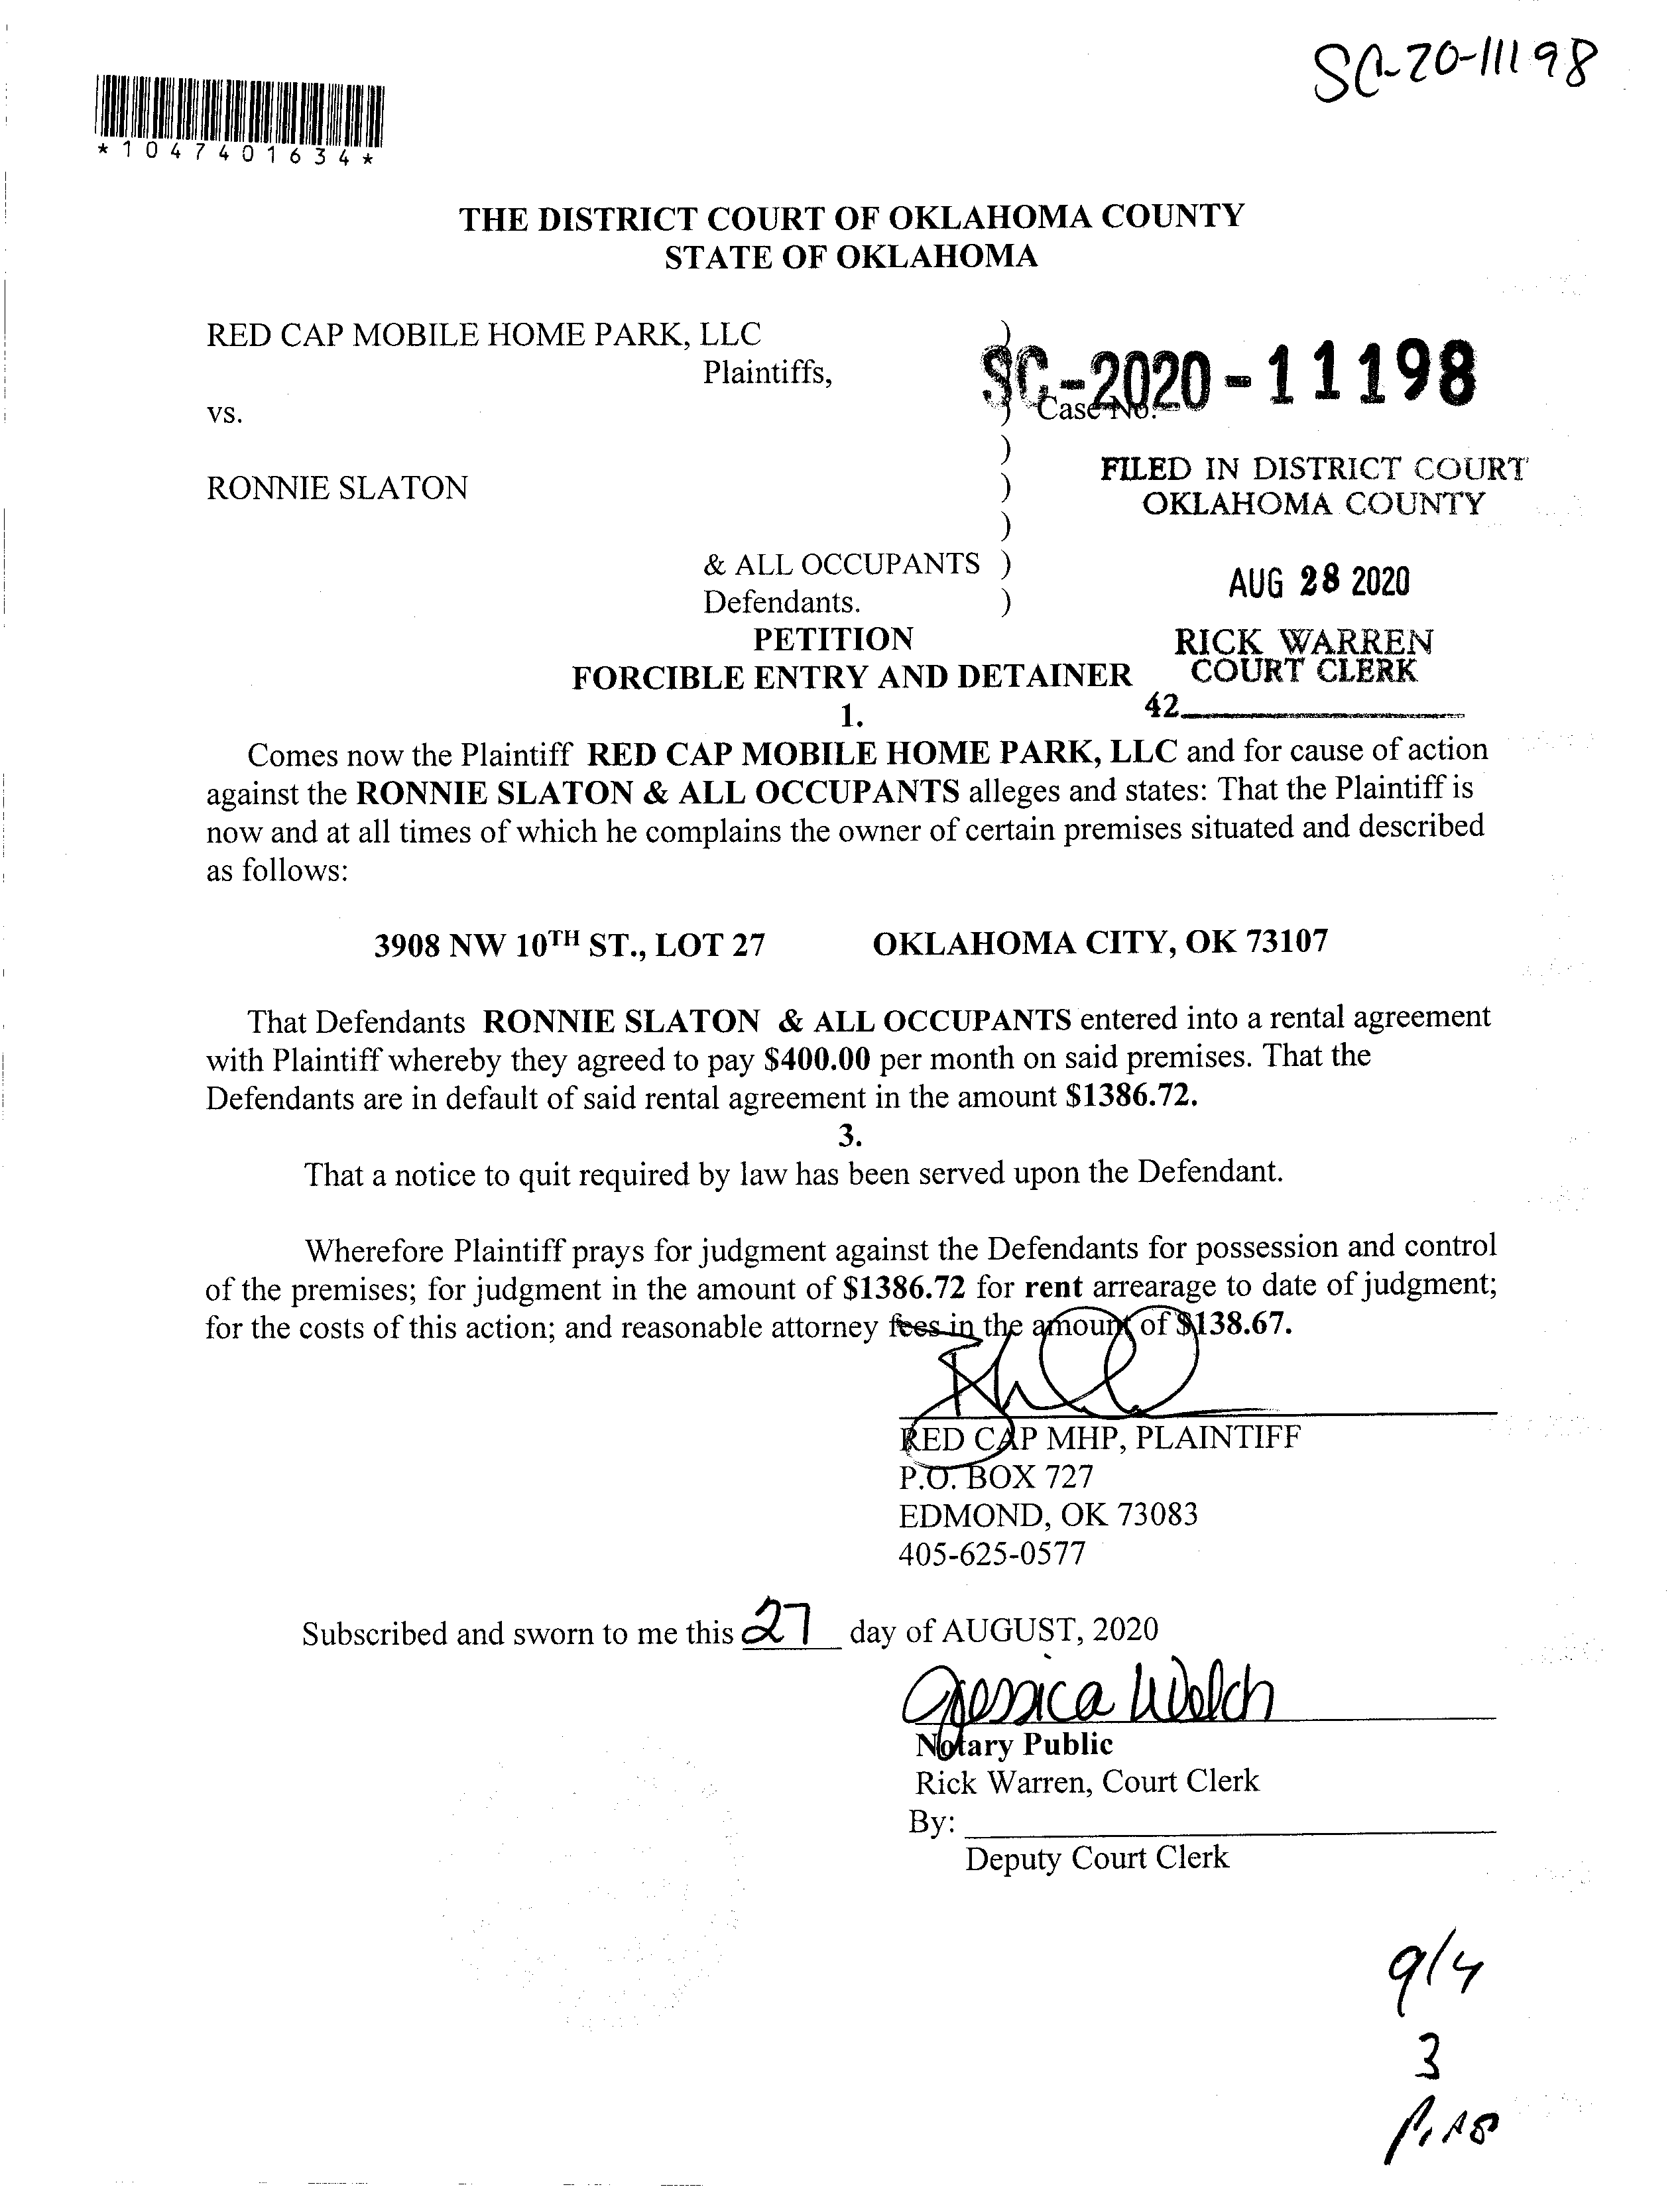 SC-20-11198
*1047401634*
THE DISTRICT COURT OF OKLAHOMA COUNTY
STATE OF OKLAHOMA
RED CAP MOBILE HOME PARK, LLC )
Plaintiffs,
SC-2020-11198
vs. ) Case No.
)
FILED IN DISTRICT COURT
RONNIE SLATON )
OKLAHOMA COUNTY
)
& ALL OCCUPANTS )
AUG 28 2020
Defendants. )
PETITION
RICK WARREN
FORCIBLE ENTRY AND DETAINER
COURT CLERK
42
1.
Comes now the Plaintiff RED CAP MOBILE HOME PARK, LLC and for cause of action
against the RONNIE SLATON & ALL OCCUPANTS alleges and states: That the Plaintiff is
now and at all times of which he complains the owner of certain premises situated and described
as follows:
3908 NW 10TH ST., LOT 27 OKLAHOMA CITY, OK 73107
That Defendants RONNIE SLATON & ALL OCCUPANTS entered into a rental agreement
with Plaintiff whereby they agreed to pay $400.00 per month on said premises. That the
Defendants are in default of said rental agreement in the amount $1386.72.
3.
That a notice to quit required by law has been served upon the Defendant.
Wherefore Plaintiff prays for judgment against the Defendants for possession and control
of the premises; for judgment in the amount of $1386.72 for rent arrearage to date of judgment;
for the costs of this action; and reasonable attorney fees in the amount of $138.67.
RED CAP MHP, PLAINTIFF
P.O. BOX 727
EDMOND, OK 73083
405-625-0577
Subscribed and sworn to me this 27 day of AUGUST, 2020
Jessica Welch
Notary Public
Rick Warren, Court Clerk
By:
Deputy Court Clerk
9/4
3